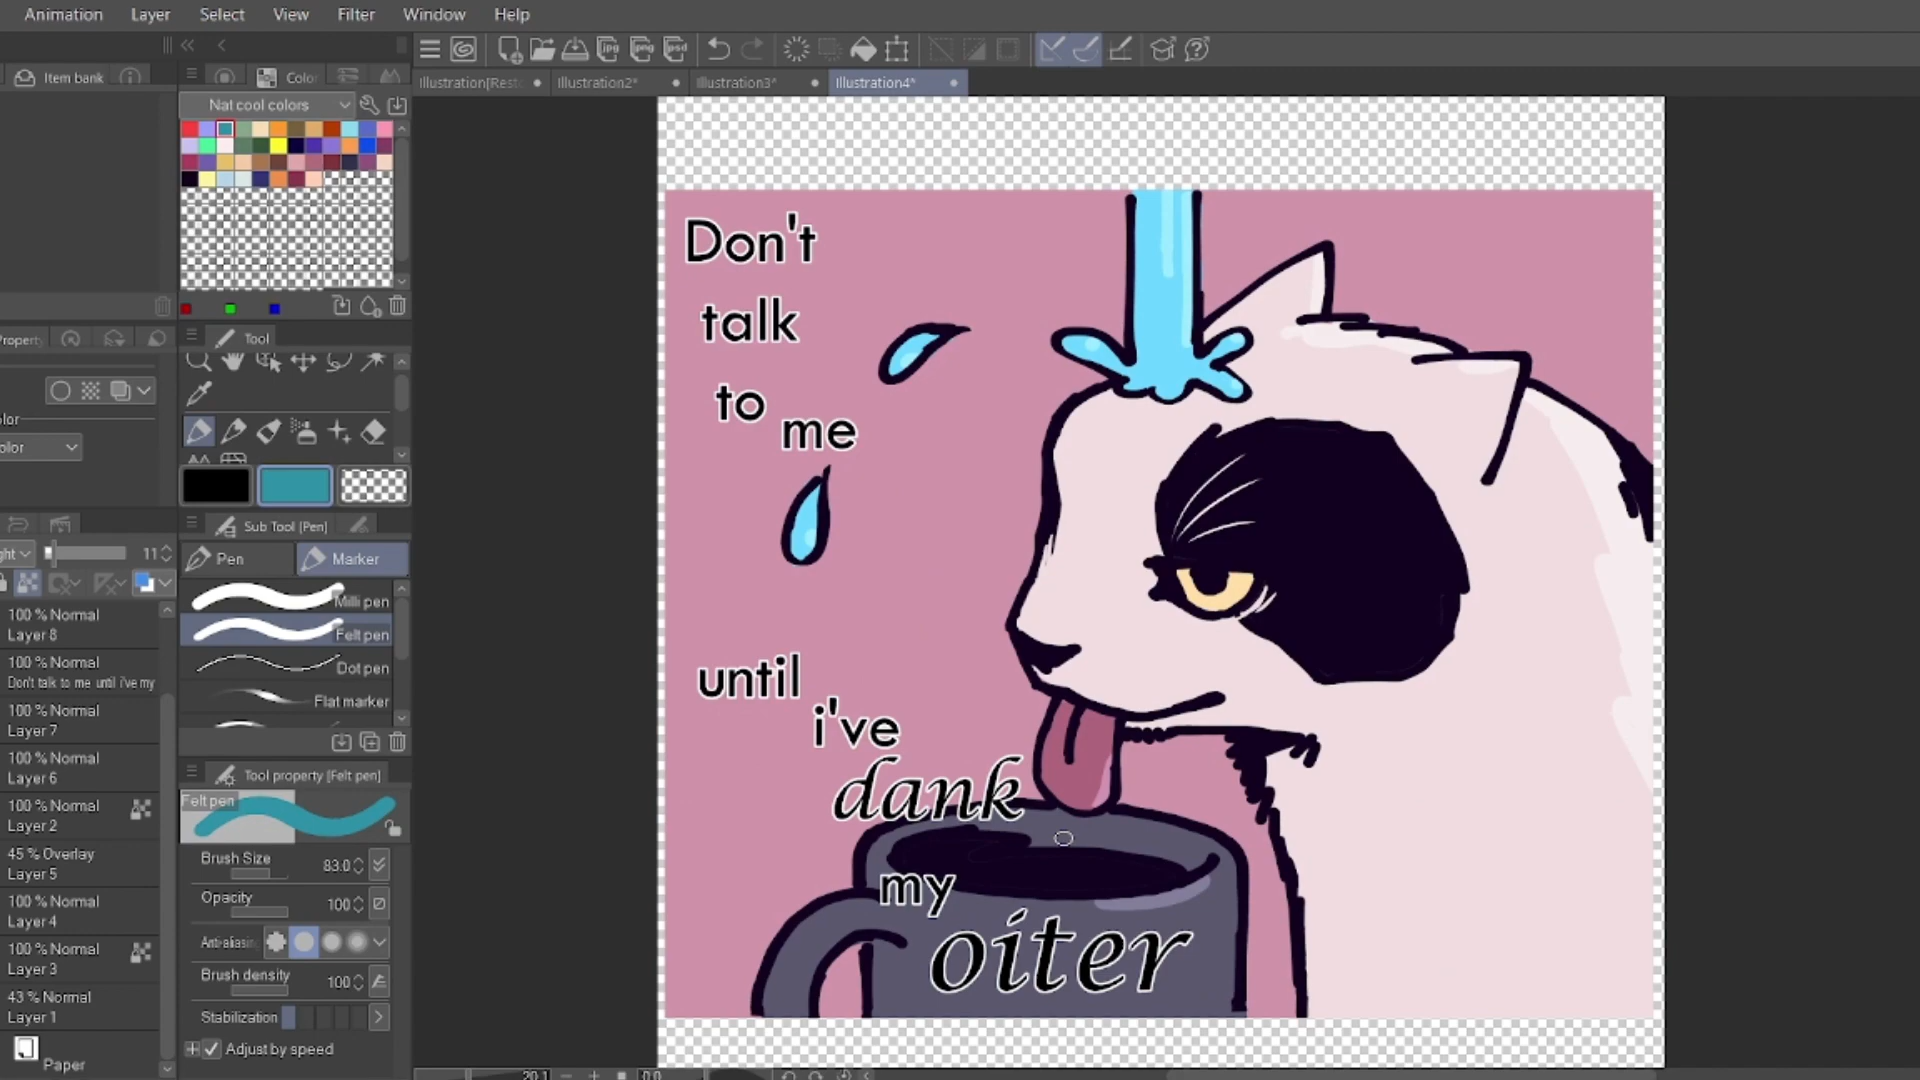 Animation Layer Select View Filter Window Help
Item bank
Color
Illustration2*
Illustration3*
Illustration4*
Nat cool colors
Tool
Sub Tool [Pen]
Pen
Marker
Milli pen
Felt pen
Dot pen
Flat marker
11
100 % Normal
Layer 8
100 % Normal
Don't talk to me until i've my
100 % Normal
Layer 7
100 % Normal
Layer 6
100 % Normal
Layer 2
45 % Overlay
Layer 5
100 % Normal
Layer 4
100 % Normal
Layer 3
43 % Normal
Layer 1
Paper
Tool property [Felt pen]
Felt pen
Brush Size 83.0
Opacity 100
Brush density 100
Stabilization
Adjust by speed
Don't
talk
to
me
until
i've
dank
my
oiter
20.1
0.0